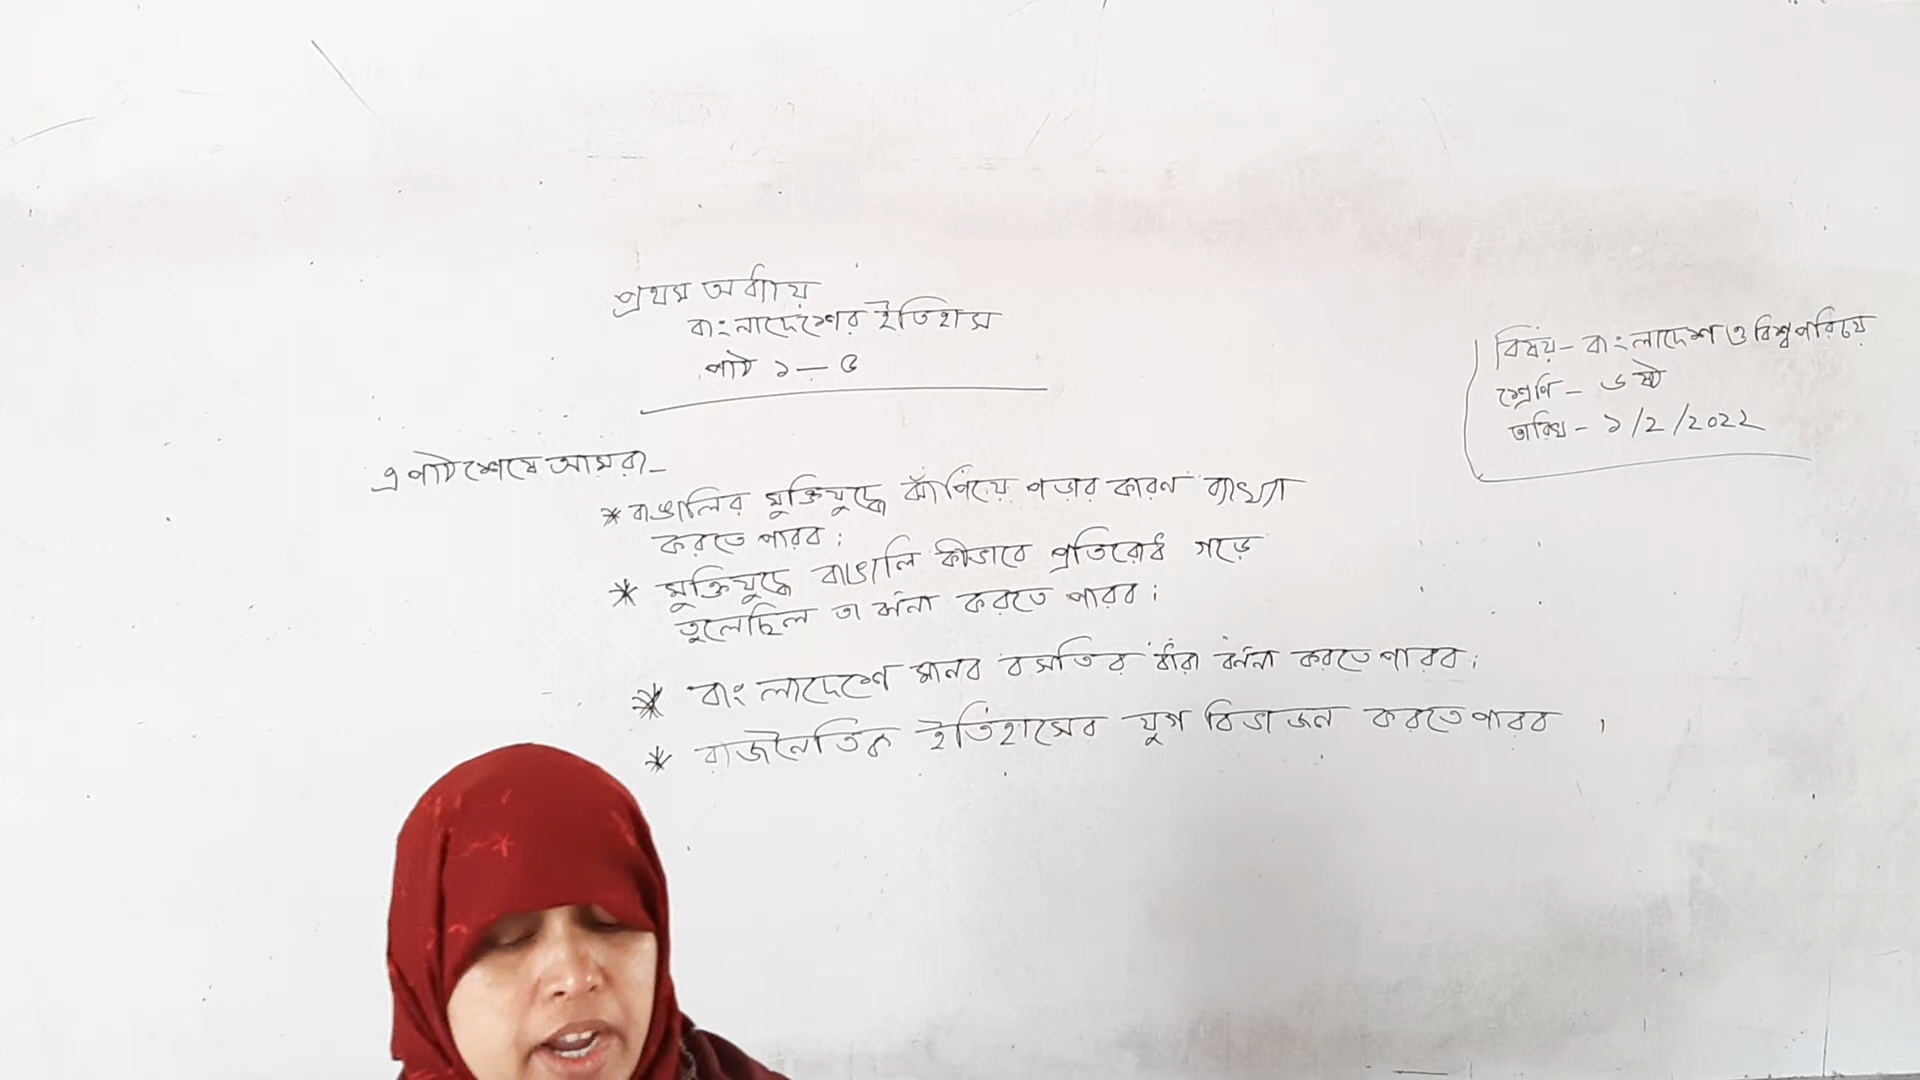 প্রথম অধ্যায়
বাংলাদেশের ইতিহাস
পাঠ ১ — ৫
বিষয় - বাংলাদেশ ও বিশ্বপরিচয়
শ্রেণি - ৬ষ্ঠ
তারিখ - ১/2/2022
এ পাঠ শেষে আমরা -
* বাঙালির মুক্তিযুদ্ধে ঝাঁপিয়ে পড়ার কারণ ব্যাখ্যা
করতে পারব ;
* মুক্তিযুদ্ধে বাঙালি কীভাবে প্রতিরোধ গড়ে
তুলেছিল তা বর্ণনা করতে পারব ;
* বাংলাদেশে মানব বসতির ধারা বর্ণনা করতে পারব ;
* রাজনৈতিক ইতিহাসের যুগ বিভাজন করতে পারব ।